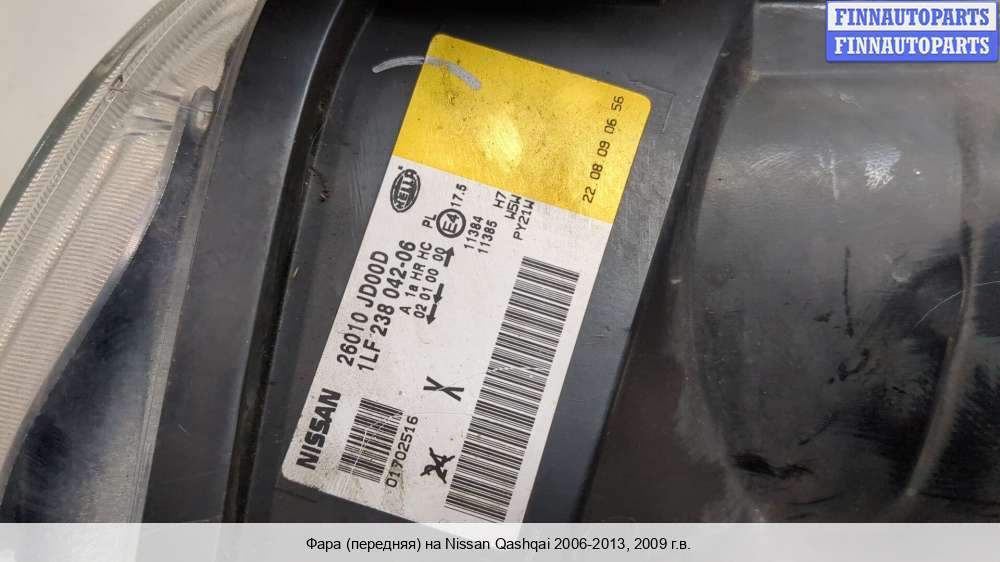 FINNAUTOPARTS
FINNAUTOPARTS
22 08 09 06 56
HELLA
PL E4 17.5
11384 H7
11385 W5W
PY21W
NISSAN 26010 JD00D
1LF 238 042-06
A 1a HR HC
02 01 00 00
01702516
24
X
Фара (передняя) на Nissan Qashqai 2006-2013, 2009 г.в.